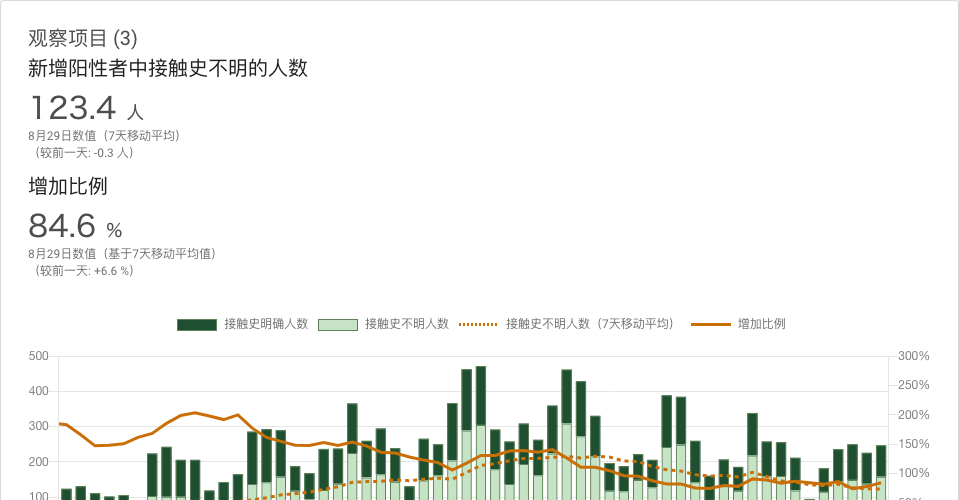 观察项目 (3)
新增阳性者中接触史不明的人数
123.4 人
8月29日数值（7天移动平均）
（较前一天: -0.3 人）
增加比例
84.6 %
8月29日数值（基于7天移动平均值）
（较前一天: +6.6 %）
接触史明确人数 接触史不明人数 接触史不明人数（7天移动平均） 增加比例
500 300%
250%
400
200%
300
150%
200
100%
100